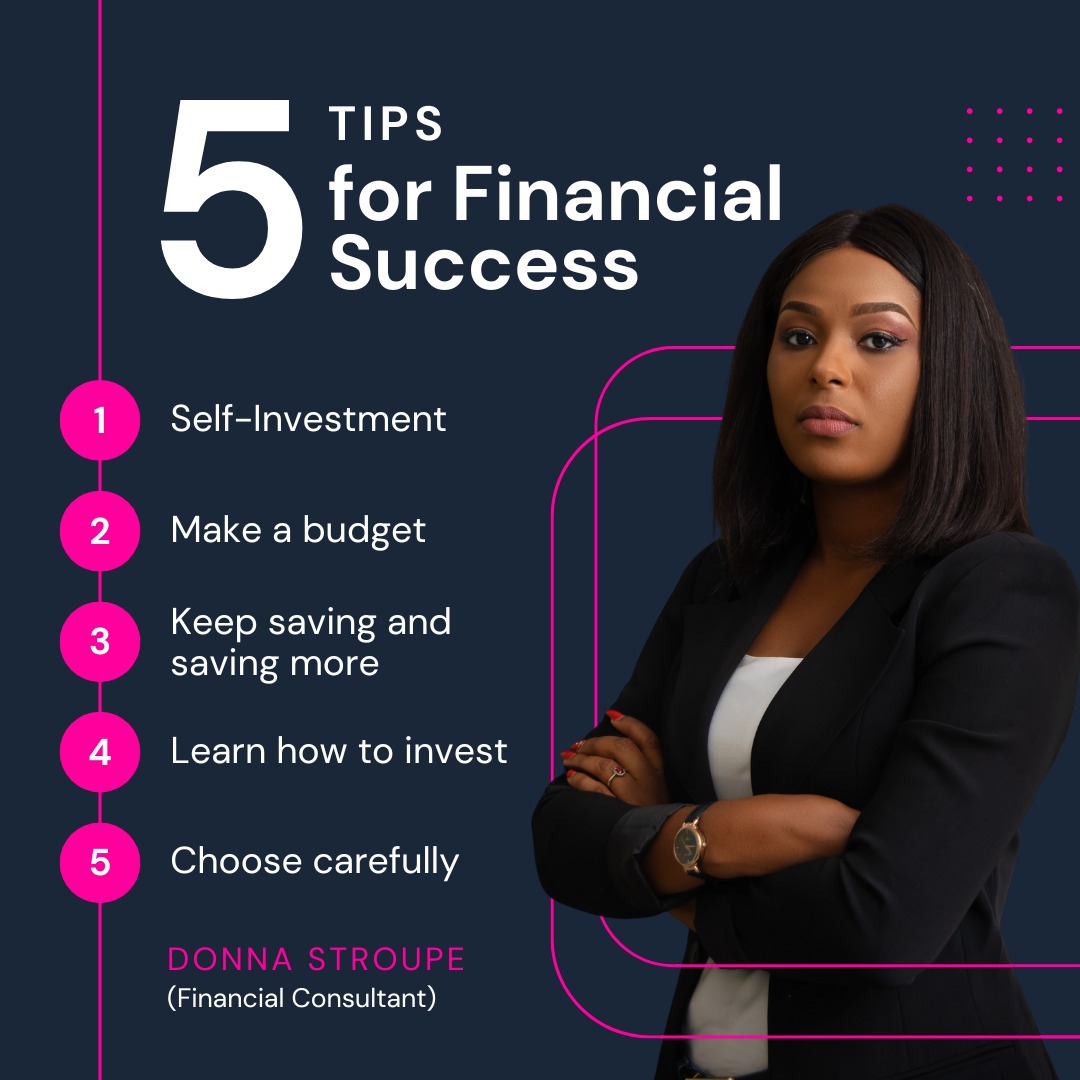 5
TIPS
for Financial
Success
1
Self-Investment
2
Make a budget
3
Keep saving and
saving more
4
Learn how to invest
5
Choose carefully
DONNA STROUPE
(Financial Consultant)